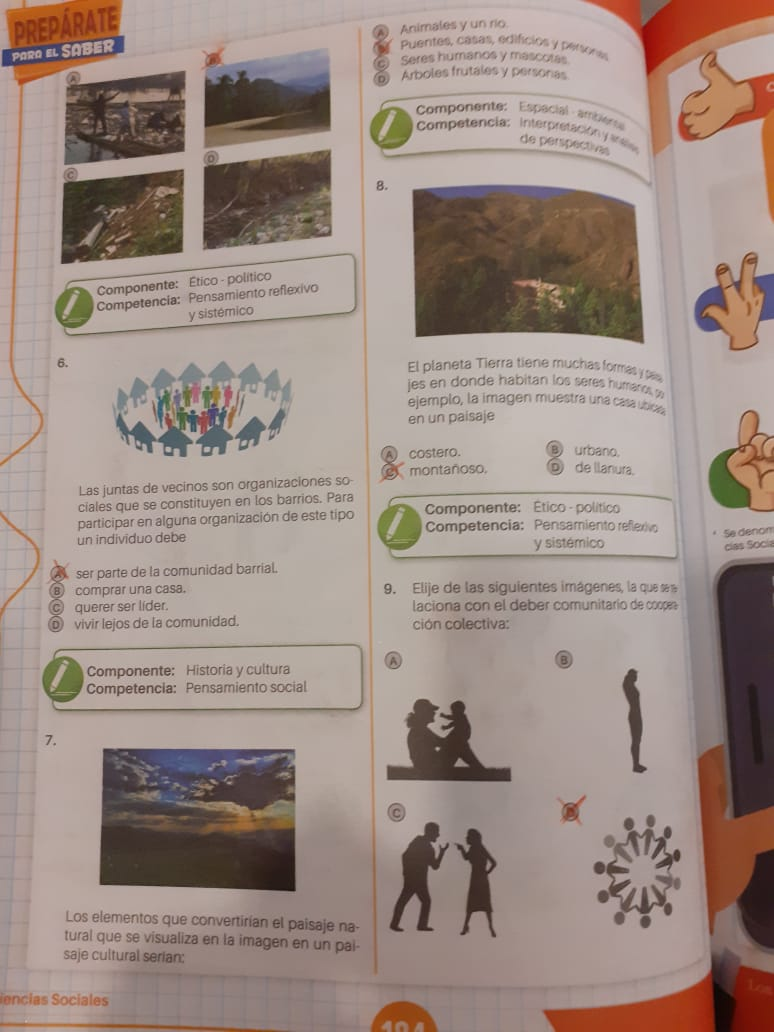 PREPÁRATE
PARA EL SABER
A
B
C
D
Componente: Ético - político
Competencia: Pensamiento reflexivo
y sistémico
6.
Las juntas de vecinos son organizaciones so-
ciales que se constituyen en los barrios. Para
participar en alguna organización de este tipo
un individuo debe
A ser parte de la comunidad barrial.
B comprar una casa.
C querer ser líder.
D vivir lejos de la comunidad.
Componente: Historia y cultura
Competencia: Pensamiento social
7.
Los elementos que convertirían el paisaje na-
tural que se visualiza en la imagen en un pai-
saje cultural serían:
A Animales y un río.
B Puentes, casas, edificios y personas
C Seres humanos y mascotas.
D Árboles frutales y personas.
Componente: Espacial - ambiental
Competencia: Interpretación y análisis
de perspectivas
8.
El planeta Tierra tiene muchas formas y
jes en donde habitan los seres humanos,
ejemplo, la imagen muestra una casa ubicada
en un paisaje
A costero.
B urbano.
C montañoso.
D de llanura.
Componente: Ético - político
Competencia: Pensamiento reflexivo
y sistémico
9. Elije de las siguientes imágenes, la que se
laciona con el deber comunitario de
ción colectiva:
A
B
C
D
Se denom
cias Socia
iencias Sociales
Los